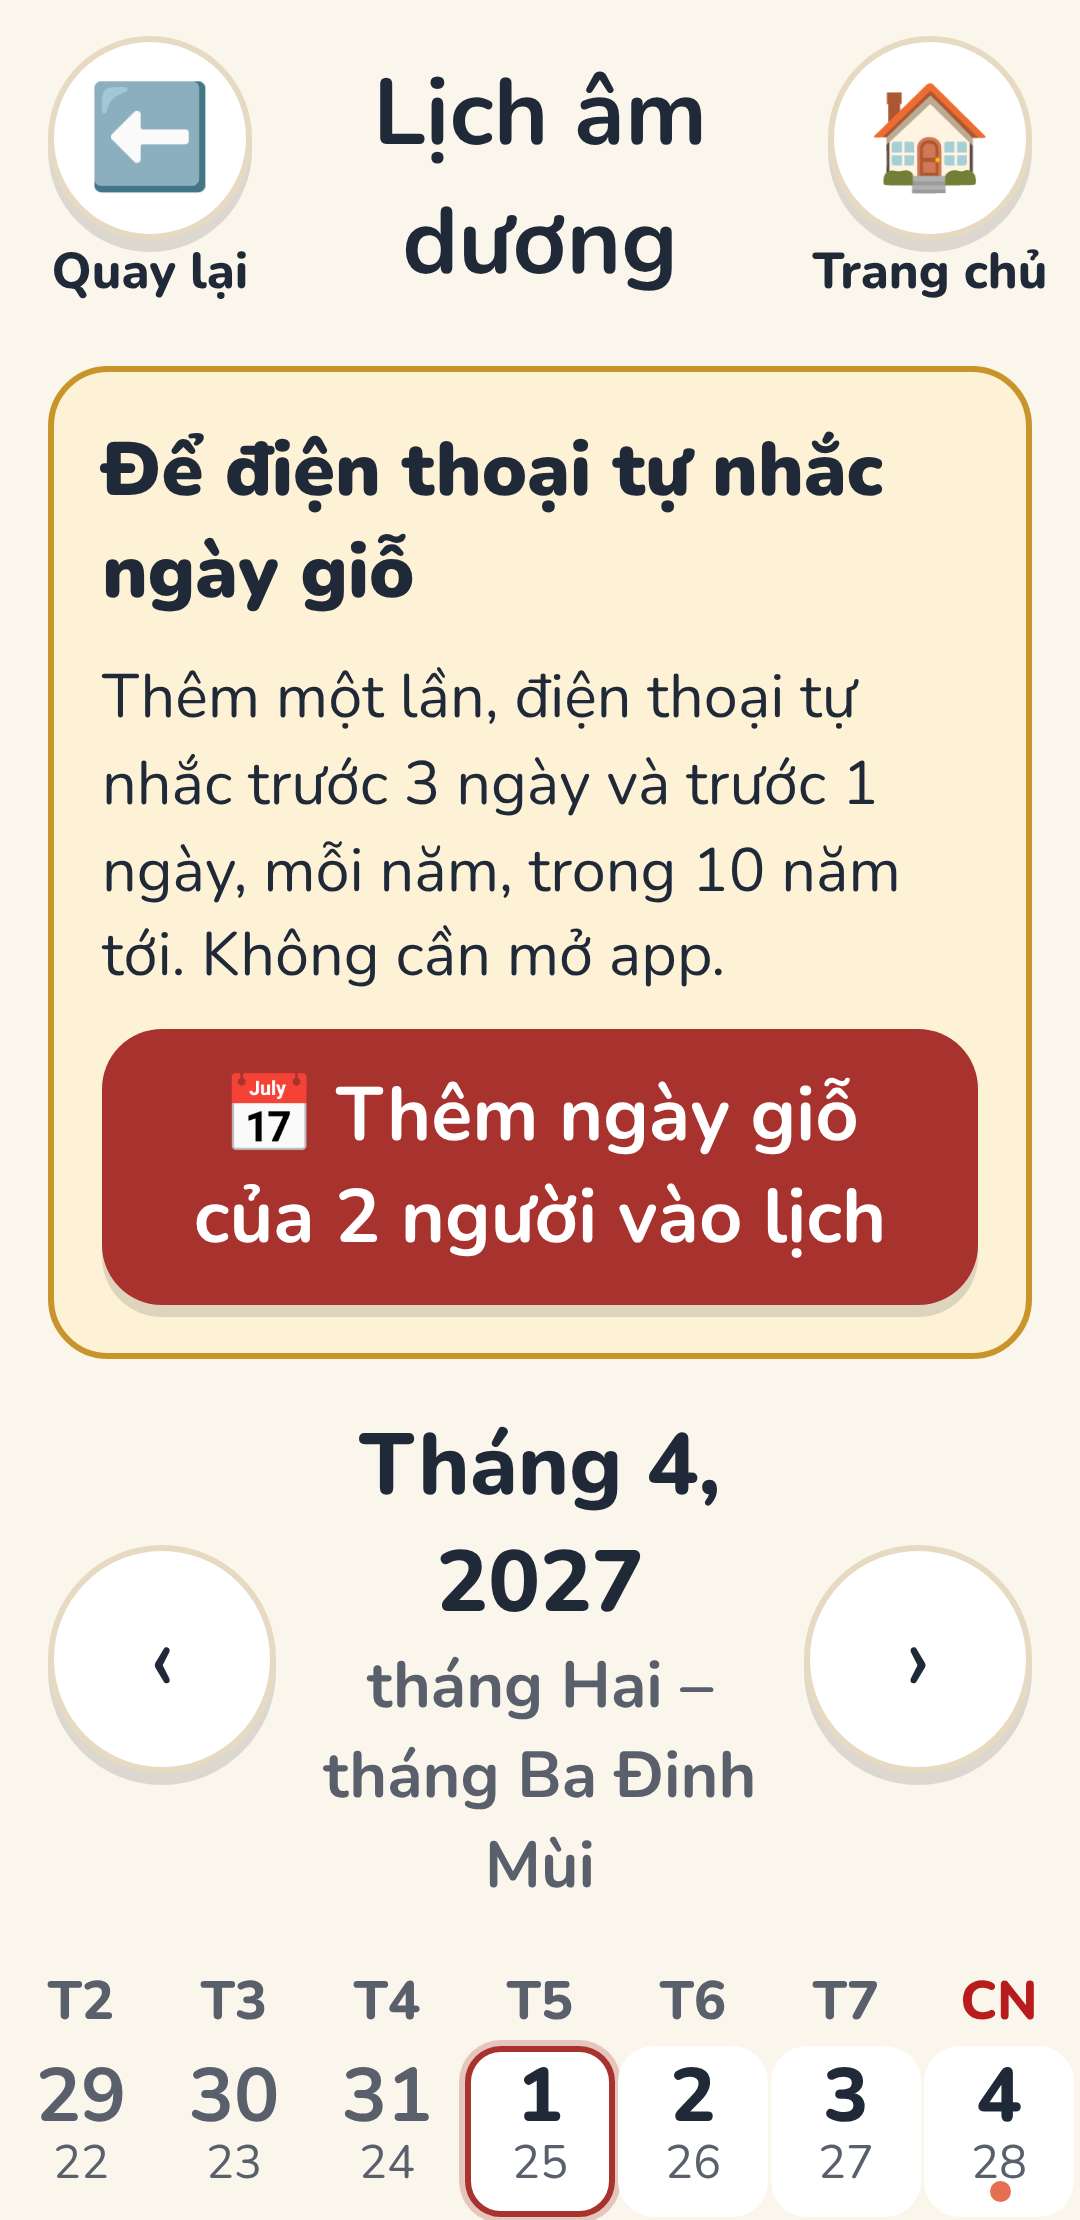 Lịch âm
dương
Quay lại
Trang chủ
Để điện thoại tự nhắc
ngày giỗ
Thêm một lần, điện thoại tự
nhắc trước 3 ngày và trước 1
ngày, mỗi năm, trong 10 năm
tới. Không cần mở app.
July
17
Thêm ngày giỗ
của 2 người vào lịch
Tháng 4,
2027
‹
›
tháng Hai –
tháng Ba Đinh
Mùi
T2 T3 T4 T5 T6 T7 CN
29 30 31 1 2 3 4
22 23 24 25 26 27 28